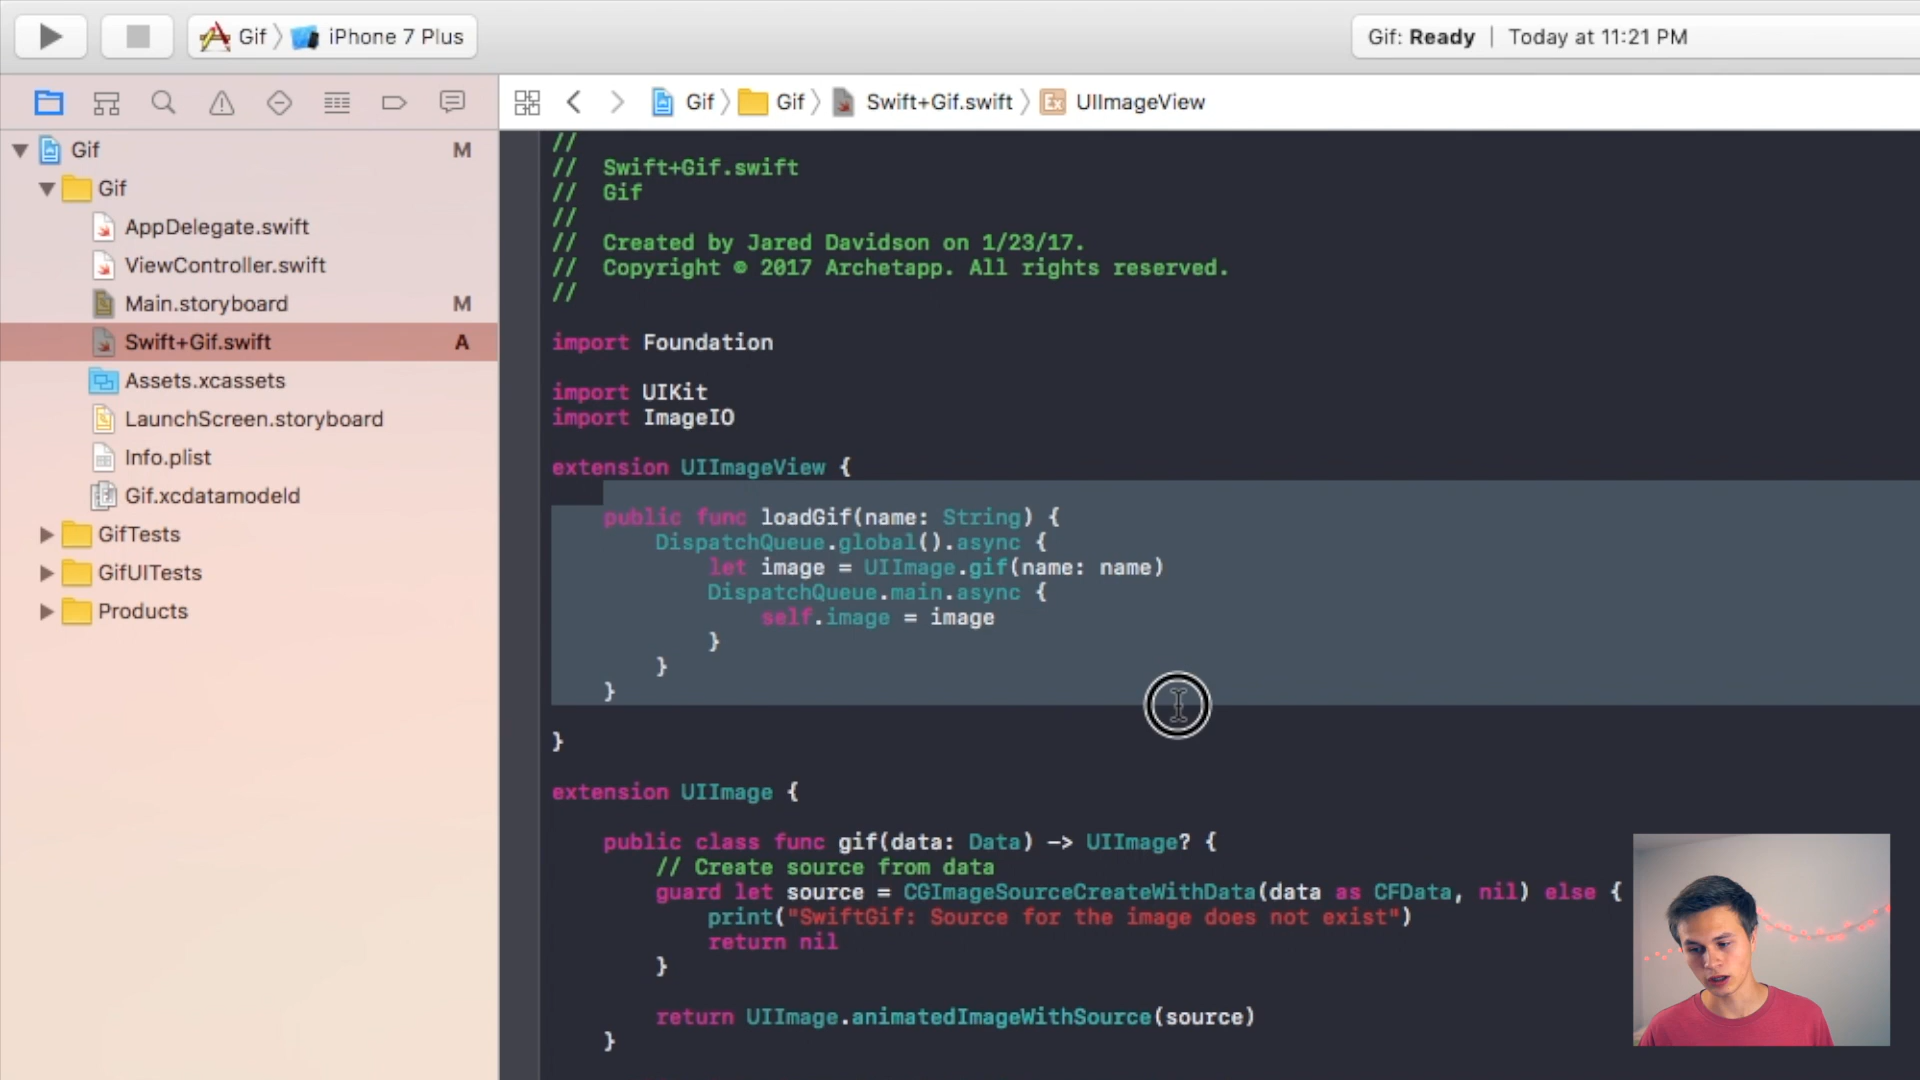 Gif 〉 iPhone 7 Plus
Gif: Ready | Today at 11:21 PM
Gif 〉 Gif 〉 Swift+Gif.swift 〉 Ex UIImageView
Gif M
Gif
AppDelegate.swift
ViewController.swift
Main.storyboard M
Swift+Gif.swift A
Assets.xcassets
LaunchScreen.storyboard
Info.plist
Gif.xcdatamodeld
GifTests
GifUITests
Products
//
//  Swift+Gif.swift
//  Gif
//
//  Created by Jared Davidson on 1/23/17.
//  Copyright © 2017 Archetapp. All rights reserved.
//
import Foundation
import UIKit
import ImageIO
extension UIImageView {
    public func loadGif(name: String) {
        DispatchQueue.global().async {
            let image = UIImage.gif(name: name)
            DispatchQueue.main.async {
                self.image = image
            }
        }
    }
}
extension UIImage {
    public class func gif(data: Data) -> UIImage? {
        // Create source from data
        guard let source = CGImageSourceCreateWithData(data as CFData, nil) else {
            print("SwiftGif: Source for the image does not exist")
            return nil
        }
        return UIImage.animatedImageWithSource(source)
    }